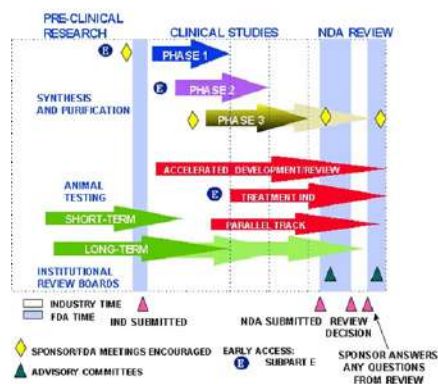 PRE-CLINICAL
RESEARCH
CLINICAL STUDIES
NDA REVIEW
E
PHASE 1
E
PHASE 2
SYNTHESIS
AND PURIFICATION
PHASE 3
ACCELERATED DEVELOPMENT/REVIEW
ANIMAL
TESTING
E
TREATMENT IND
SHORT-TERM
PARALLEL TRACK
LONG-TERM
INSTITUTIONAL
REVIEW BOARDS
INDUSTRY TIME
FDA TIME
IND SUBMITTED
NDA SUBMITTED
REVIEW
DECISION
SPONSOR/FDA MEETINGS ENCOURAGED
ADVISORY COMMITTEES
EARLY ACCESS:
E SUBPART E
SPONSOR ANSWERS
ANY QUESTIONS
FROM REVIEW